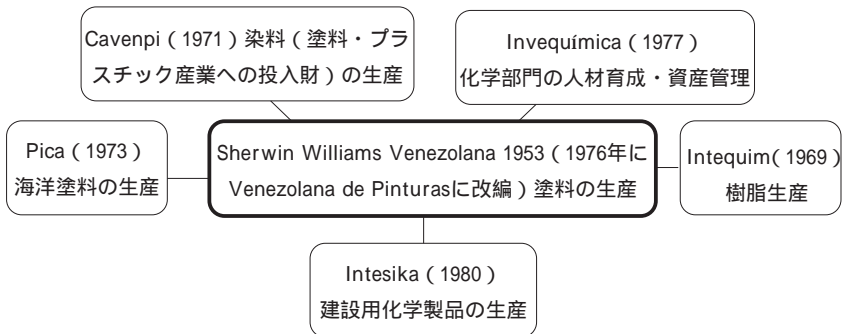 Cavenpi（1971）染料（塗料・プラ
スチック産業への投入財）の生産
Invequímica（1977）
化学部門の人材育成・資産管理
Pica（1973）
海洋塗料の生産
Sherwin Williams Venezolana 1953（1976年に
Venezolana de Pinturasに改編）塗料の生産
Intequim(1969）
樹脂生産
Intesika（1980）
建設用化学製品の生産